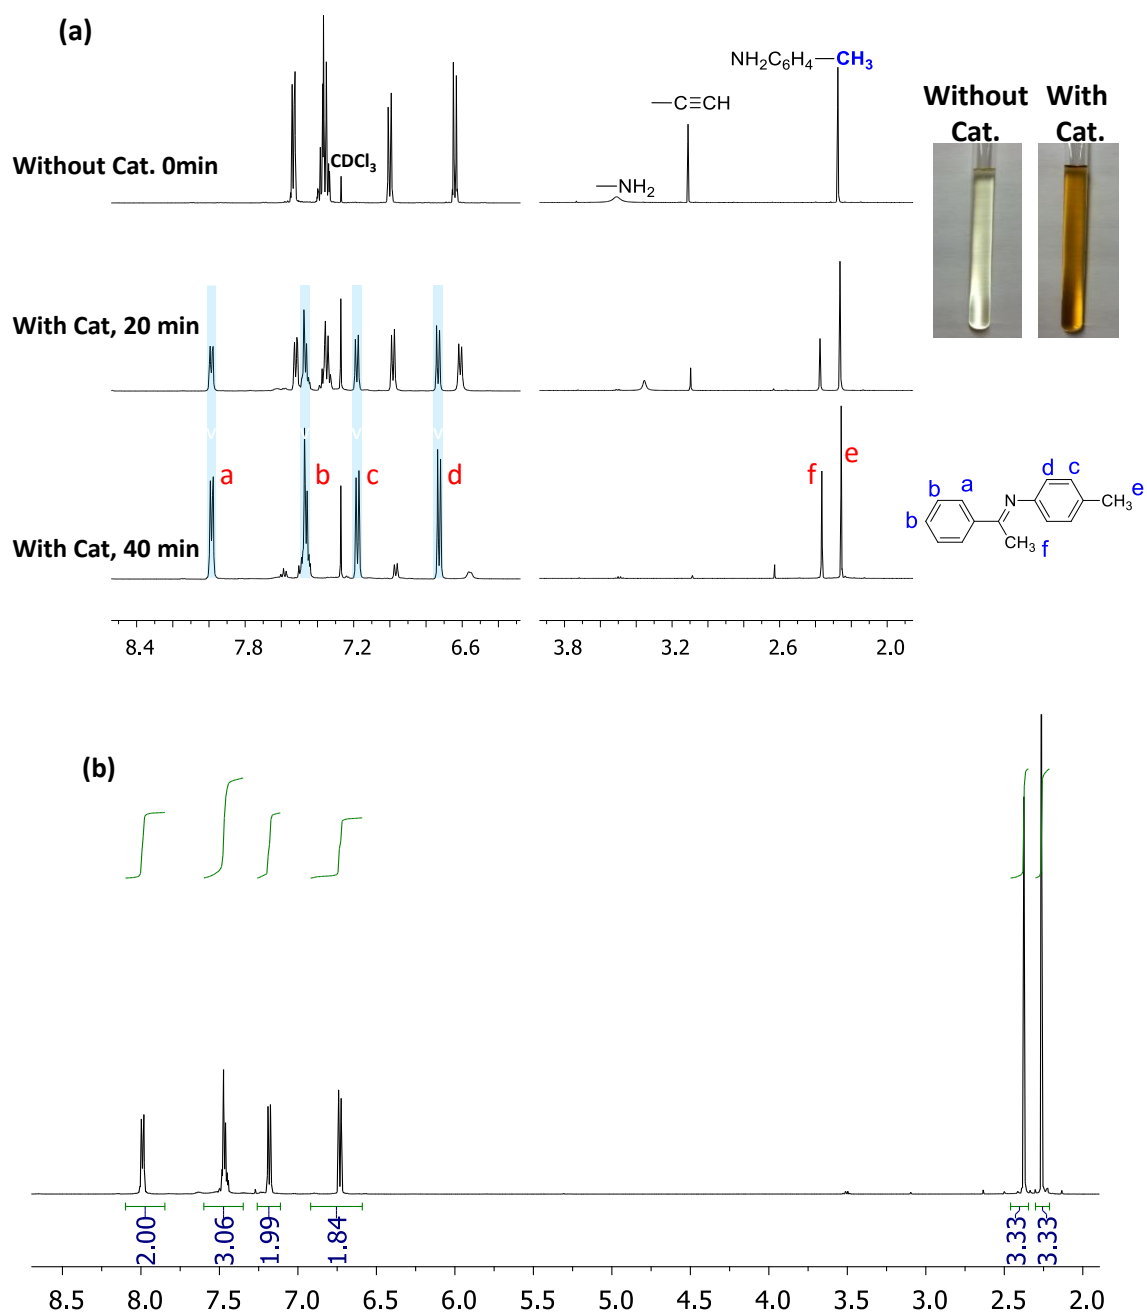 (a)
NH2C6H4—CH₃
—C≡CH
Without With
Cat. Cat.
Without Cat. 0min
CDCl₃
—NH₂
With Cat, 20 min
a b c d f e
With Cat, 40 min
d c
b a e
N CH₃
b
CH₃
f
8.4 7.8 7.2 6.6 3.8 3.2 2.6 2.0
(b)
2.00 3.06 1.99 1.84 3.33 3.33
8.5 8.0 7.5 7.0 6.5 6.0 5.5 5.0 4.5 4.0 3.5 3.0 2.5 2.0